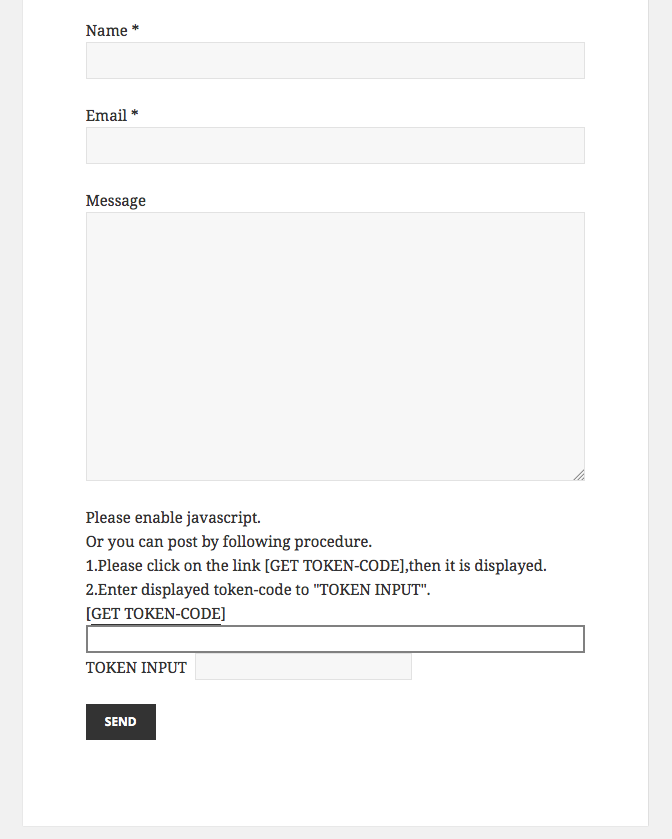 Name *
Email *
Message
Please enable javascript.
Or you can post by following procedure.
1.Please click on the link [GET TOKEN-CODE],then it is displayed.
2.Enter displayed token-code to "TOKEN INPUT".
[GET TOKEN-CODE]
TOKEN INPUT
SEND